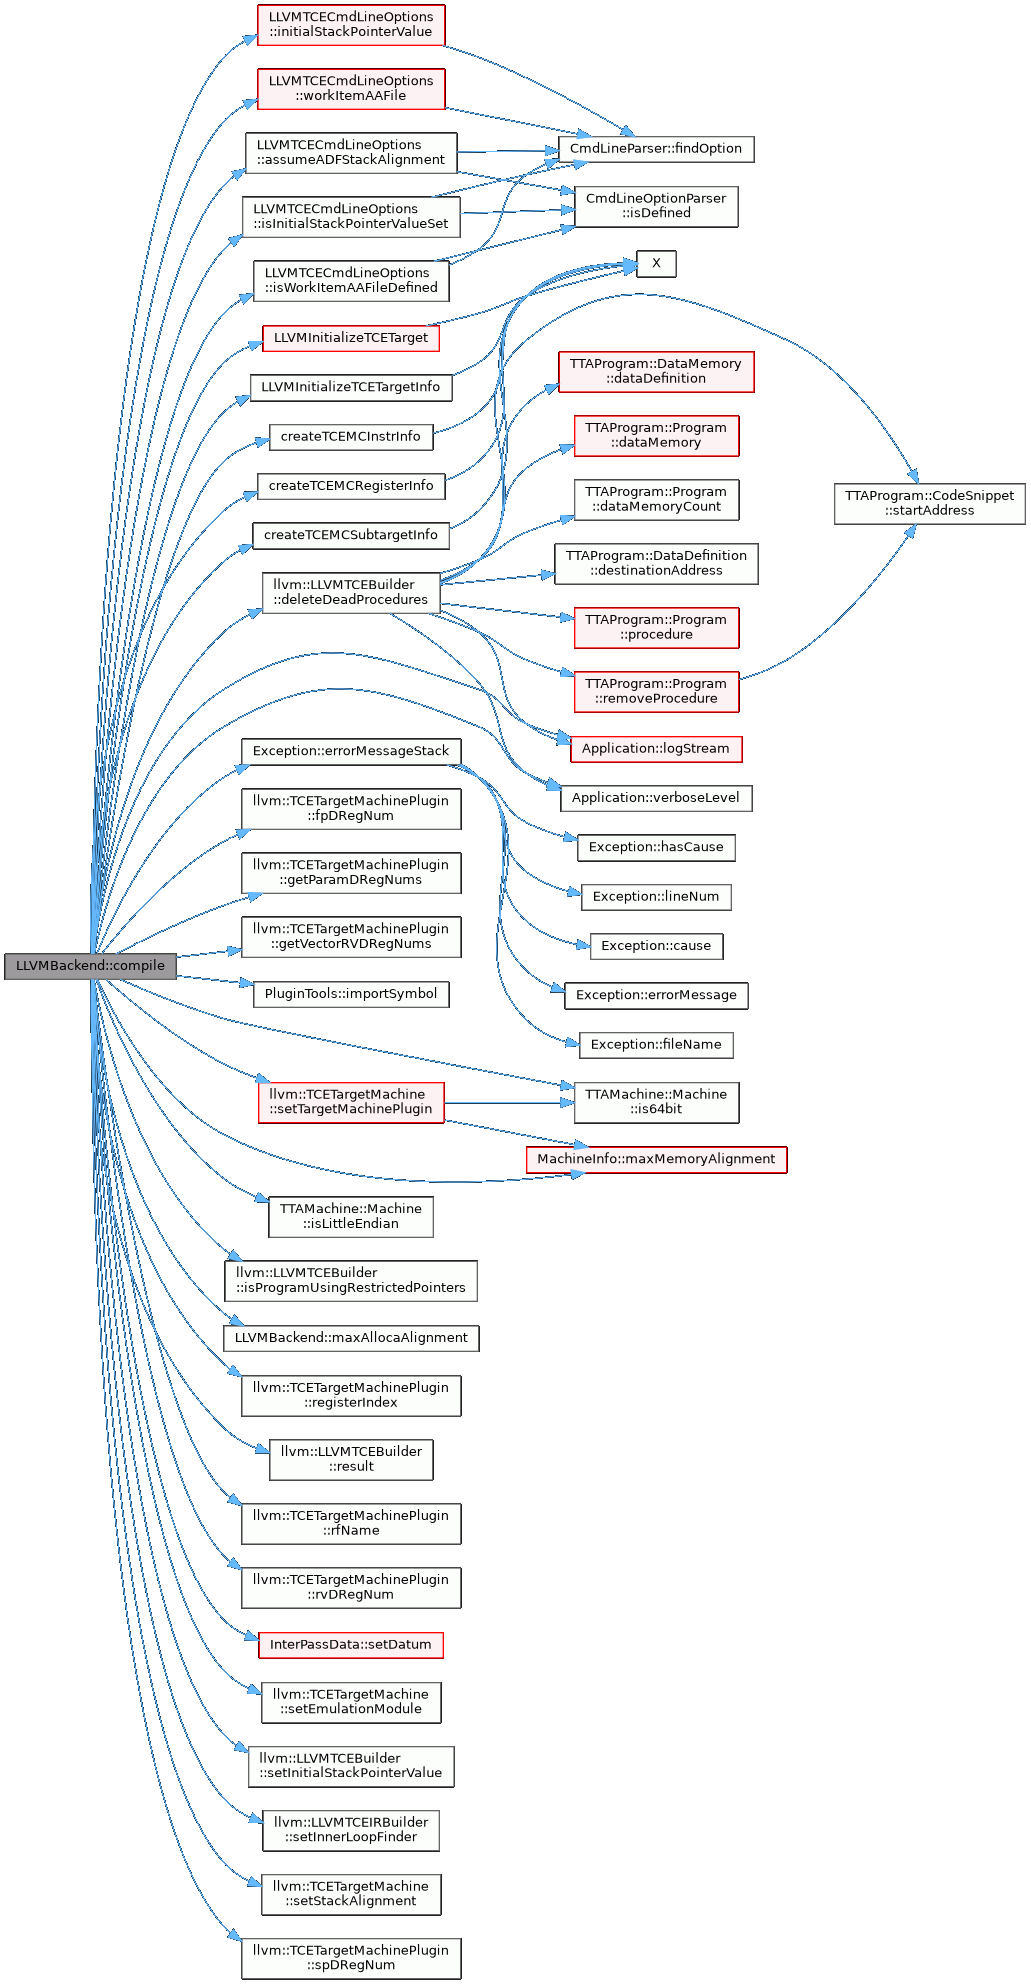 LLVMTCECmdLineOptions
::initialStackPointerValue
LLVMTCECmdLineOptions
::workItemAAFile
LLVMTCECmdLineOptions
::assumeADFStackAlignment
CmdLineParser::findOption
LLVMTCECmdLineOptions
::isInitialStackPointerValueSet
CmdLineOptionParser
::isDefined
LLVMTCECmdLineOptions
::isWorkItemAAFileDefined
X
LLVMInitializeTCETarget
LLVMInitializeTCETargetInfo
TTAProgram::DataMemory
::dataDefinition
createTCEMCInstrInfo
TTAProgram::Program
::dataMemory
createTCEMCRegisterInfo
TTAProgram::Program
::dataMemoryCount
TTAProgram::CodeSnippet
::startAddress
createTCEMCSubtargetInfo
TTAProgram::DataDefinition
::destinationAddress
llvm::LLVMTCEBuilder
::deleteDeadProcedures
TTAProgram::Program
::procedure
TTAProgram::Program
::removeProcedure
Exception::errorMessageStack
Application::logStream
llvm::TCETargetMachinePlugin
::fpDRegNum
Application::verboseLevel
Exception::hasCause
llvm::TCETargetMachinePlugin
::getParamDRegNums
Exception::lineNum
llvm::TCETargetMachinePlugin
::getVectorRVDRegNums
Exception::cause
LLVMBackend::compile
PluginTools::importSymbol
Exception::errorMessage
Exception::fileName
llvm::TCETargetMachine
::setTargetMachinePlugin
TTAMachine::Machine
::is64bit
MachineInfo::maxMemoryAlignment
TTAMachine::Machine
::isLittleEndian
llvm::LLVMTCEBuilder
::isProgramUsingRestrictedPointers
LLVMBackend::maxAllocaAlignment
llvm::TCETargetMachinePlugin
::registerIndex
llvm::LLVMTCEBuilder
::result
llvm::TCETargetMachinePlugin
::rfName
llvm::TCETargetMachinePlugin
::rvDRegNum
InterPassData::setDatum
llvm::TCETargetMachine
::setEmulationModule
llvm::LLVMTCEBuilder
::setInitialStackPointerValue
llvm::LLVMTCEIRBuilder
::setInnerLoopFinder
llvm::TCETargetMachine
::setStackAlignment
llvm::TCETargetMachinePlugin
::spDRegNum